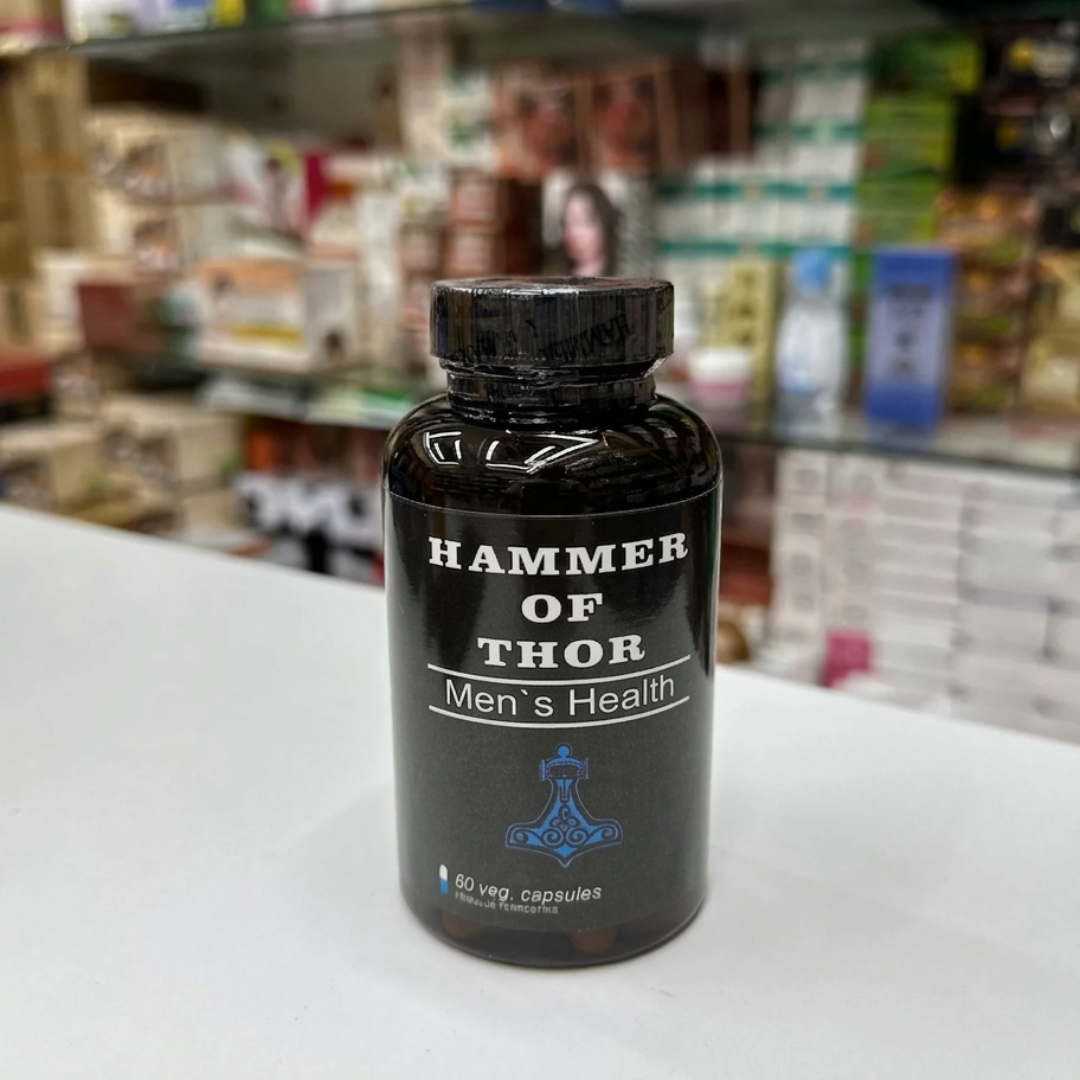 HAMMER
OF
THOR
Men`s Health
60 veg. capsules